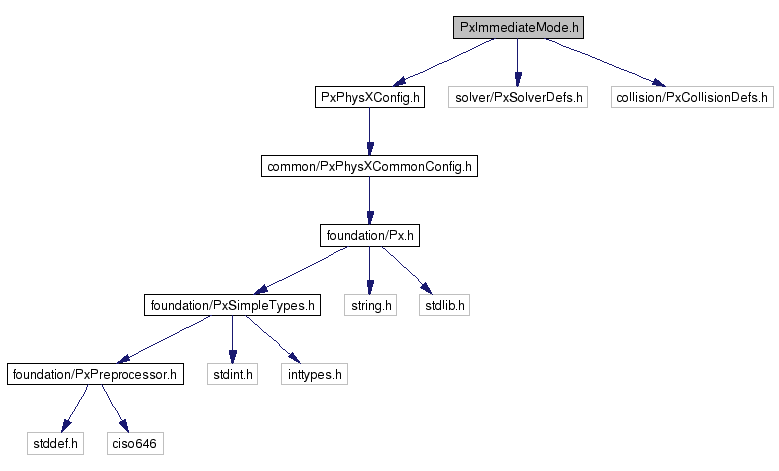 PxImmediateMode.h
PxPhysXConfig.h
solver/PxSolverDefs.h
collision/PxCollisionDefs.h
common/PxPhysXCommonConfig.h
foundation/Px.h
foundation/PxSimpleTypes.h
string.h
stdlib.h
foundation/PxPreprocessor.h
stdint.h
inttypes.h
stddef.h
ciso646